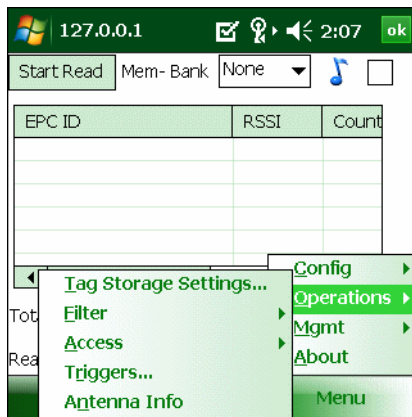 127.0.0.1 2:07 ok
Start Read Mem-Bank None
EPC ID RSSI Count
Config
Tag Storage Settings...
Operations
Filter
Mgmt
Access
About
Triggers...
Antenna Info
Menu